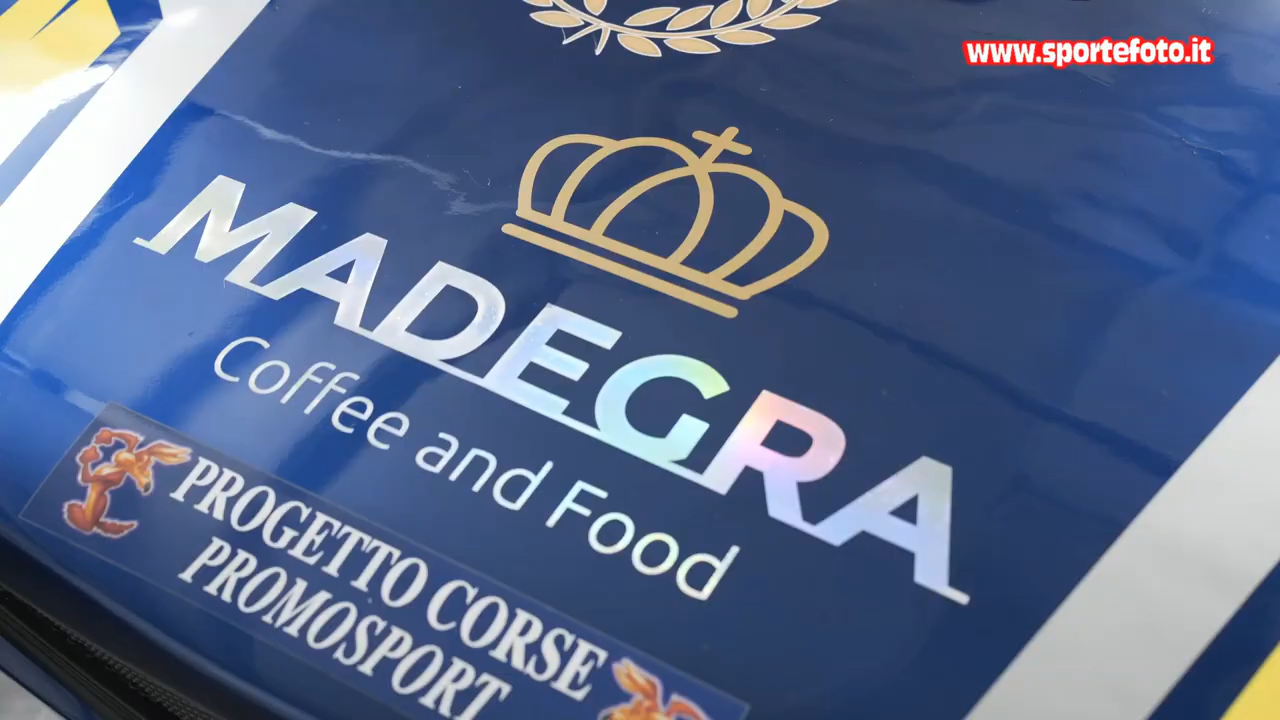 www.sportefoto.it
MADEGRA
Coffee and Food
PROGETTO CORSE
PROMOSPORT